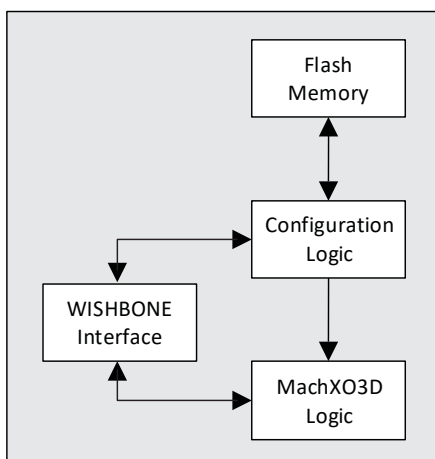 Flash
Memory
Configuration
Logic
WISHBONE
Interface
MachXO3D
Logic